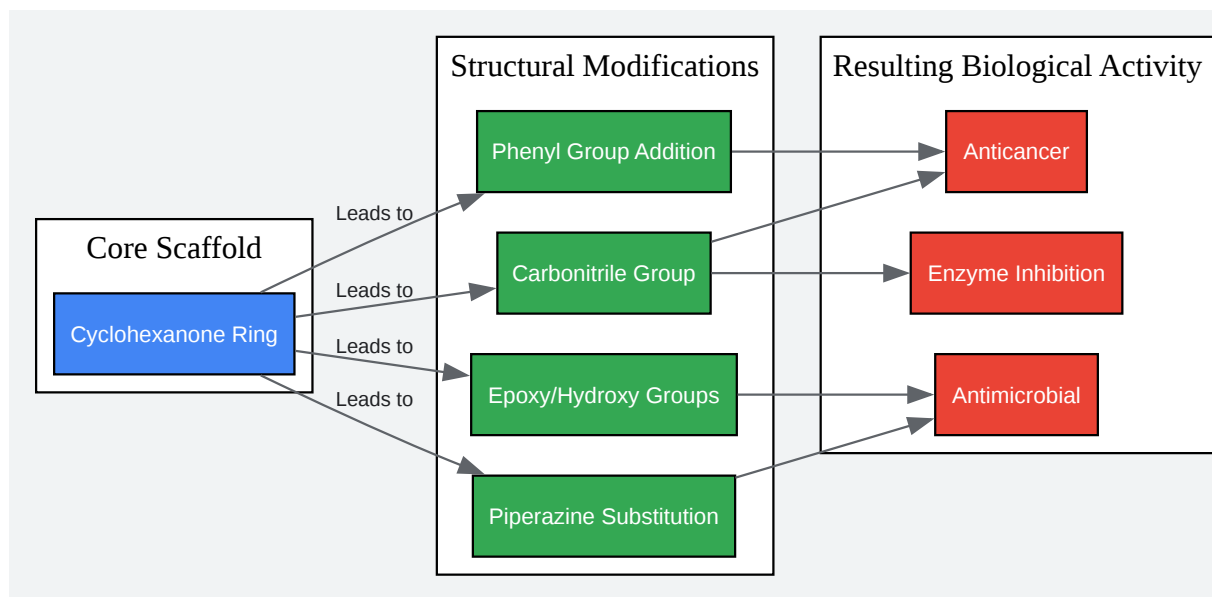 Core Scaffold
Cyclohexanone Ring
Leads to
Leads to
Leads to
Leads to
Structural Modifications
Phenyl Group Addition
Carbonitrile Group
Epoxy/Hydroxy Groups
Piperazine Substitution
Resulting Biological Activity
Anticancer
Enzyme Inhibition
Antimicrobial